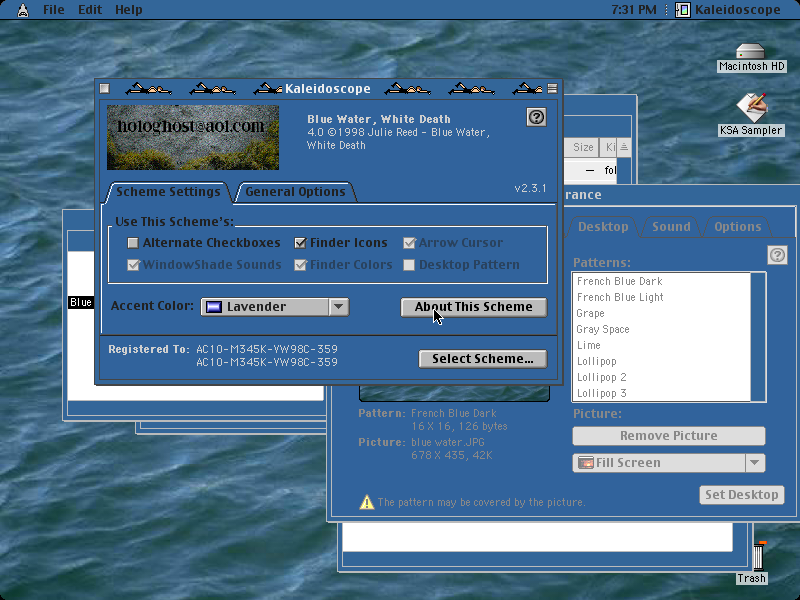 File Edit Help
7:31 PM Kaleidoscope
Macintosh HD
KSA Sampler
Trash
Kaleidoscope
hologhost@aol.com
Blue Water, White Death
4.0 ©1998 Julie Reed - Blue Water,
White Death
v2.3.1
Scheme Settings
General Options
Use This Scheme's:
Alternate Checkboxes
Finder Icons
Arrow Cursor
WindowShade Sounds
Finder Colors
Desktop Pattern
Accent Color:
Lavender
About This Scheme
Registered To: AC10-M345K-VW98C-359
AC10-M345K-VW98C-359
Select Scheme...
Blue
Size
Ki
— fol
rance
Desktop
Sound
Options
Patterns:
French Blue Dark
French Blue Light
Grape
Gray Space
Lime
Lollipop
Lollipop 2
Lollipop 3
Picture:
Remove Picture
Fill Screen
Set Desktop
Pattern: French Blue Dark
16 X 16, 126 bytes
Picture: blue water.JPG
678 X 435, 42K
The pattern may be covered by the picture.